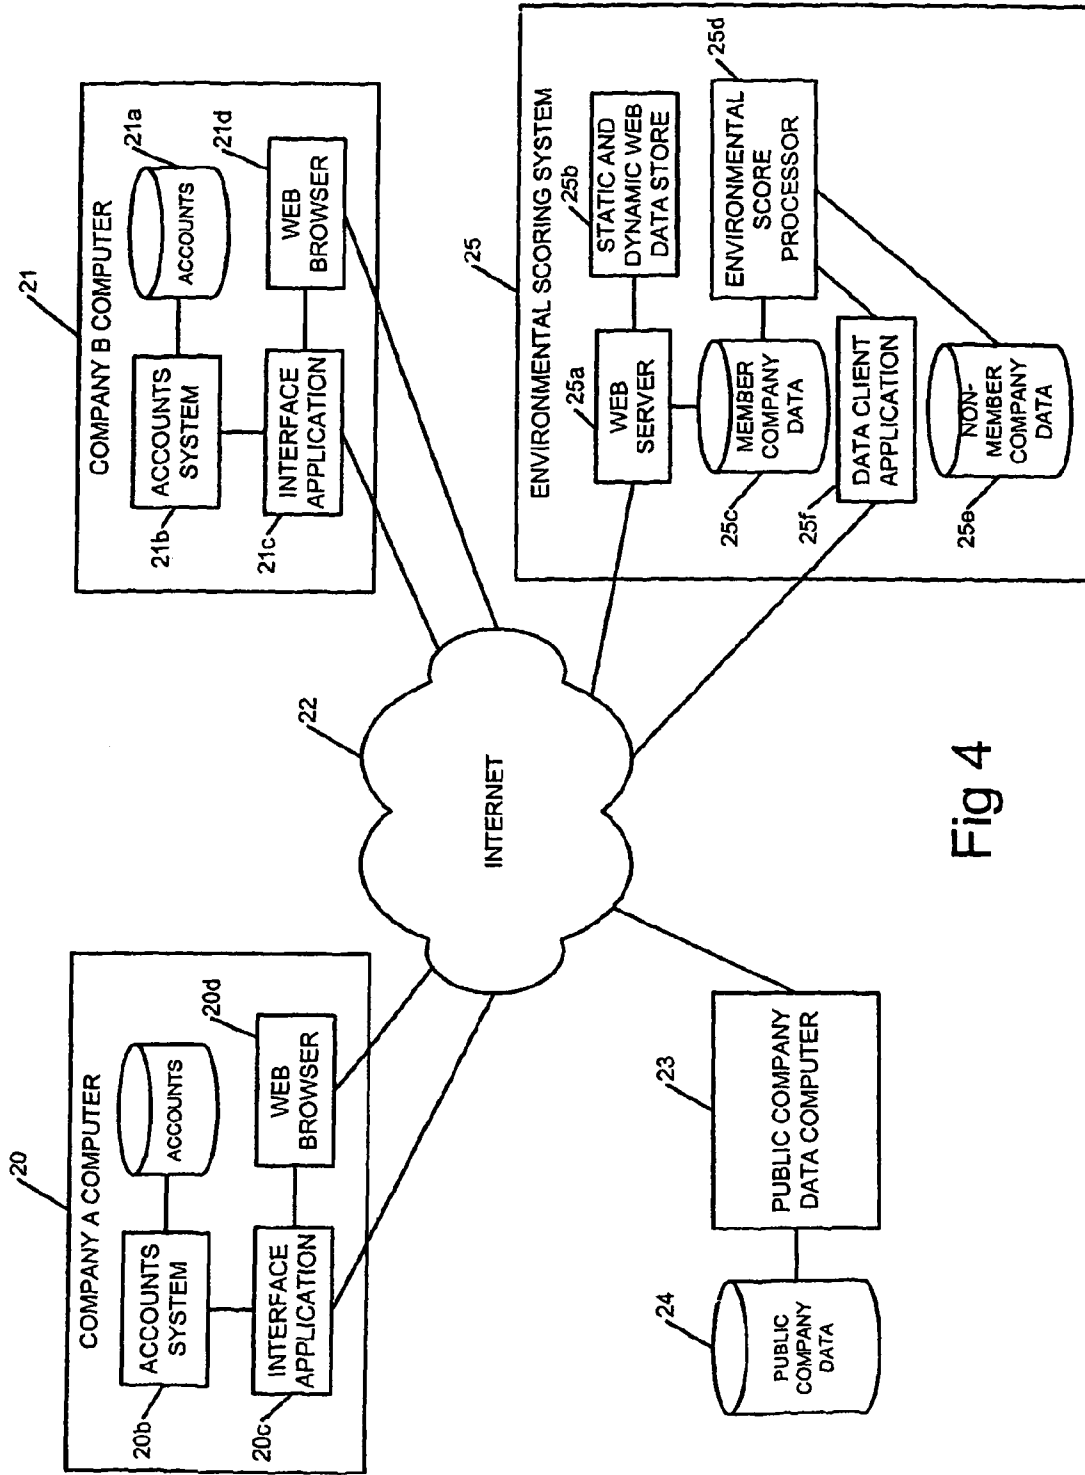 20
COMPANY A COMPUTER
ACCOUNTS
SYSTEM
20b
ACCOUNTS
INTERFACE
APPLICATION
20c
WEB
BROWSER
20d
21
COMPANY B COMPUTER
ACCOUNTS
SYSTEM
21b
ACCOUNTS
21a
INTERFACE
APPLICATION
21c
WEB
BROWSER
21d
22
INTERNET
24
PUBLIC
COMPANY
DATA
23
PUBLIC COMPANY
DATA COMPUTER
25
ENVIRONMENTAL SCORING SYSTEM
25a
WEB
SERVER
25b
STATIC AND
DYNAMIC WEB
DATA STORE
25c
MEMBER
COMPANY
DATA
25d
ENVIRONMENTAL
SCORE
PROCESSOR
25f
DATA CLIENT
APPLICATION
25e
NON-
MEMBER
COMPANY
DATA
Fig 4